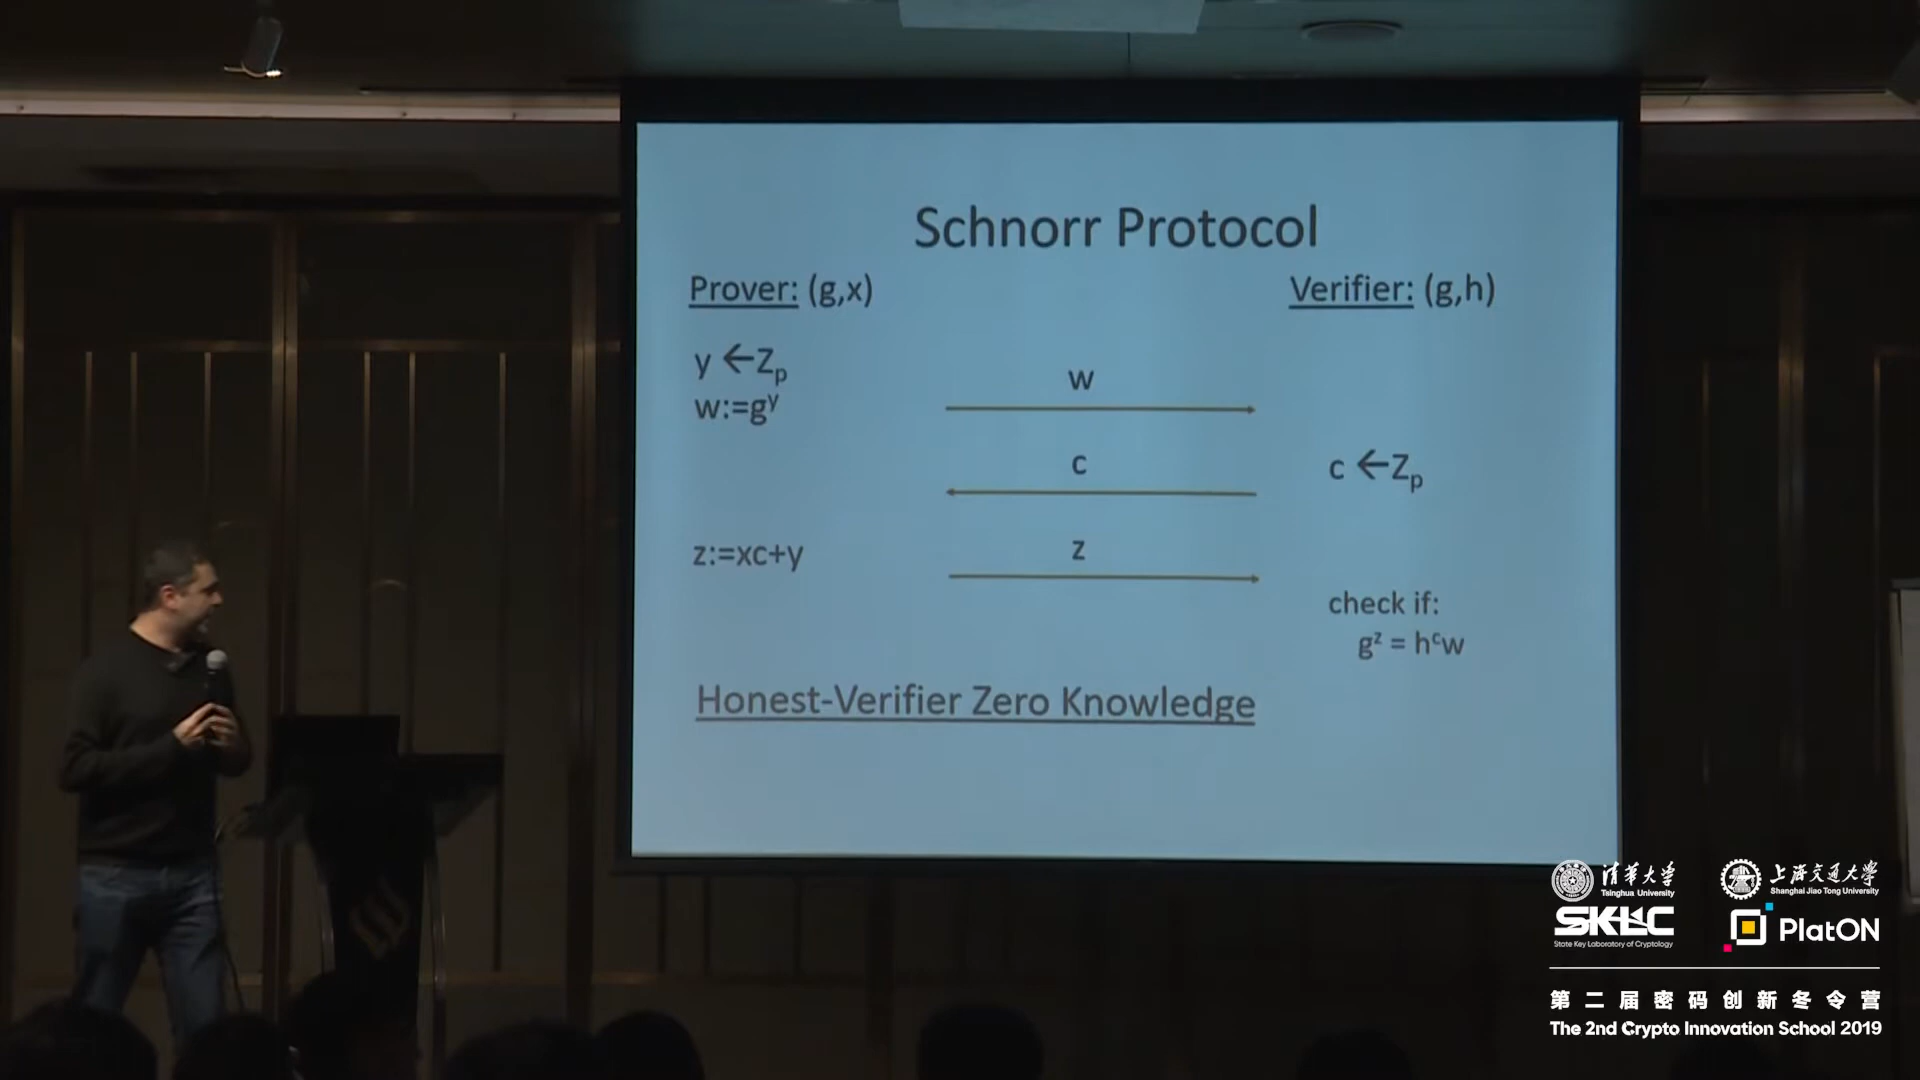 Schnorr Protocol
Prover: (g,x)
Verifier: (g,h)
y ←Zₚ
w:=gʸ
w
c
c ←Zₚ
z:=xc+y
z
check if:
gᶻ = hᶜw
Honest-Verifier Zero Knowledge
清华大学
Tsinghua University
上海交通大学
Shanghai Jiao Tong University
SKLC
State Key Laboratory of Cryptology
PlatON
第二届密码创新冬令营
The 2nd Crypto Innovation School 2019